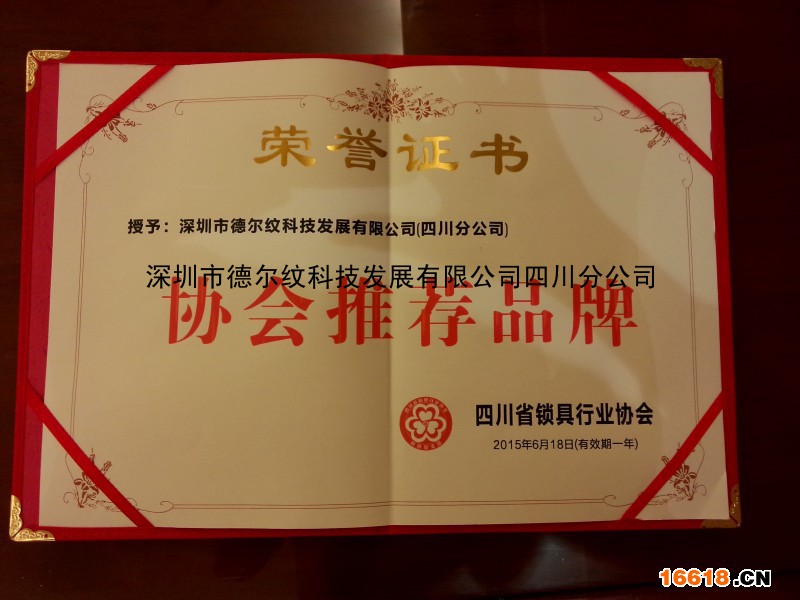 荣誉证书
授予：深圳市德尔纹科技发展有限公司(四川分公司)
深圳市德尔纹科技发展有限公司四川分公司
协会推荐品牌
四川省锁具行业协会
2015年6月18日(有效期一年)
16618.CN